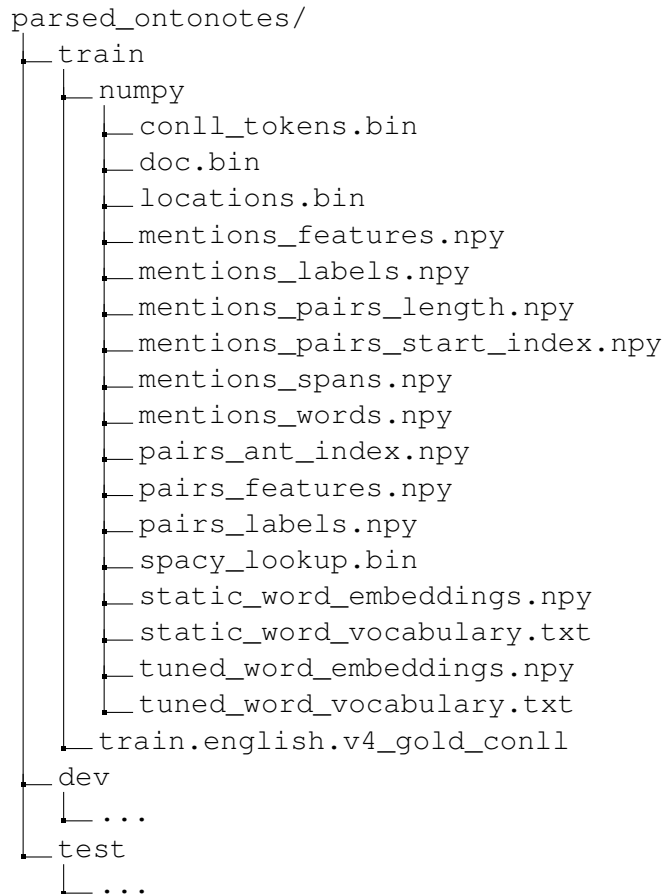 parsed_ontonotes/
train
numpy
conll_tokens.bin
doc.bin
locations.bin
mentions_features.npy
mentions_labels.npy
mentions_pairs_length.npy
mentions_pairs_start_index.npy
mentions_spans.npy
mentions_words.npy
pairs_ant_index.npy
pairs_features.npy
pairs_labels.npy
spacy_lookup.bin
static_word_embeddings.npy
static_word_vocabulary.txt
tuned_word_embeddings.npy
tuned_word_vocabulary.txt
train.english.v4_gold_conll
dev
...
test
...